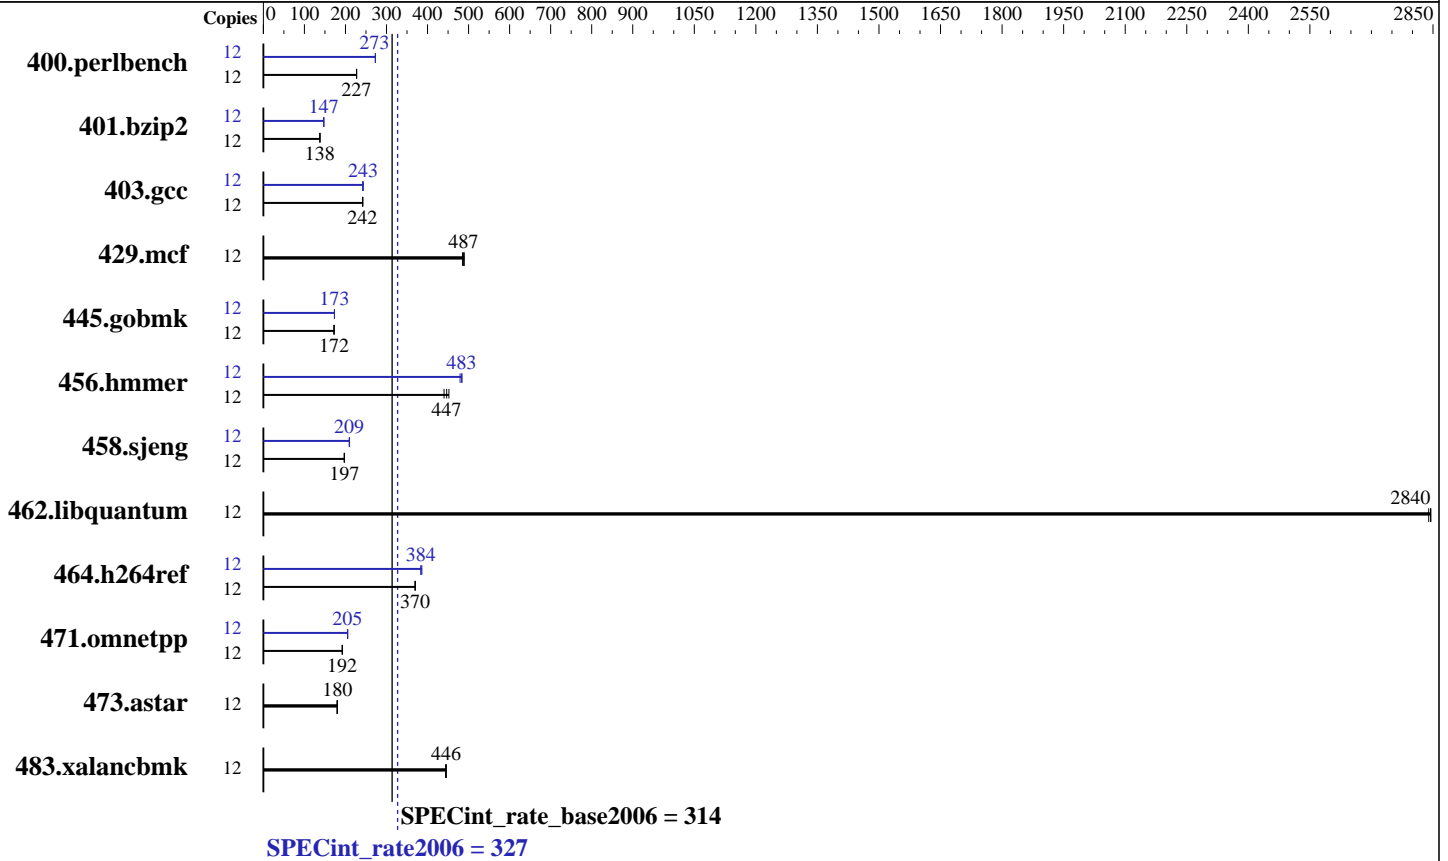 Copies 0 100 200 300 400 500 600 700 800 900 1050 1200 1350 1500 1650 1800 1950 2100 2250 2400 2550 2850
400.perlbench 12 273
12 227
401.bzip2 12 147
12 138
403.gcc 12 243
12 242
429.mcf 12 487
445.gobmk 12 173
12 172
456.hmmer 12 483
12 447
458.sjeng 12 209
12 197
462.libquantum 12 2840
464.h264ref 12 384
12 370
471.omnetpp 12 205
12 192
473.astar 12 180
483.xalancbmk 12 446
SPECint_rate_base2006 = 314
SPECint_rate2006 = 327